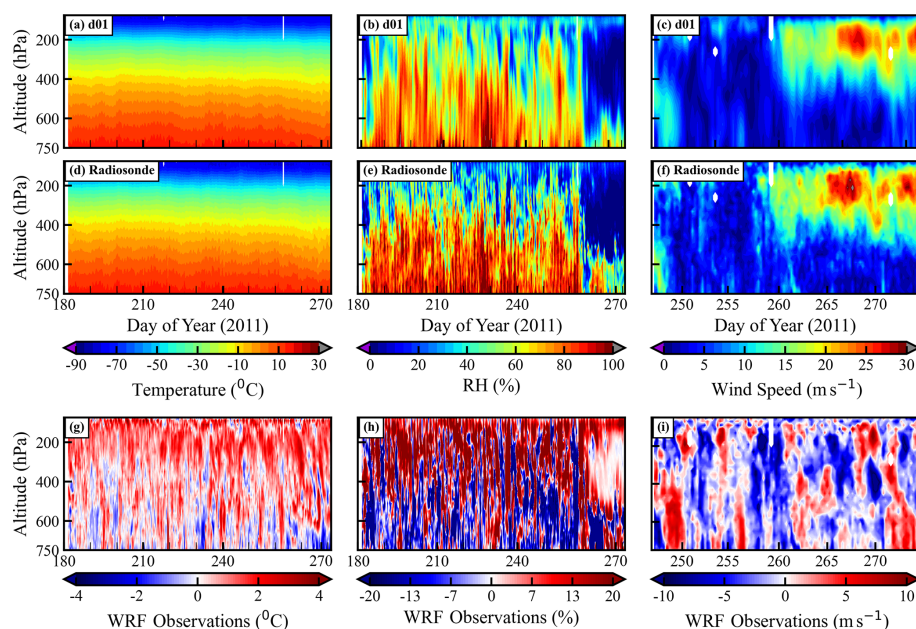 (a) d01
(b) d01
(c) d01
Altitude (hPa)
200
400
600
750
(d) Radiosonde
(e) Radiosonde
(f) Radiosonde
Altitude (hPa)
200
400
600
750
180 210 240 270
180 210 240 270
250 255 260 265 270
Day of Year (2011)
Day of Year (2011)
Day of Year (2011)
-90 -70 -50 -30 -10 10 30
0 20 40 60 80 100
0 5 10 15 20 25 30
Temperature (⁰C)
RH (%)
Wind Speed (m s⁻¹)
(g)
(h)
(i)
Altitude (hPa)
200
400
600
750
180 210 240 270
180 210 240 270
250 255 260 265 270
-4 -2 0 2 4
-20 -13 -7 0 7 13 20
-10 -5 0 5 10
WRF Observations (⁰C)
WRF Observations (%)
WRF Observations (m s⁻¹)